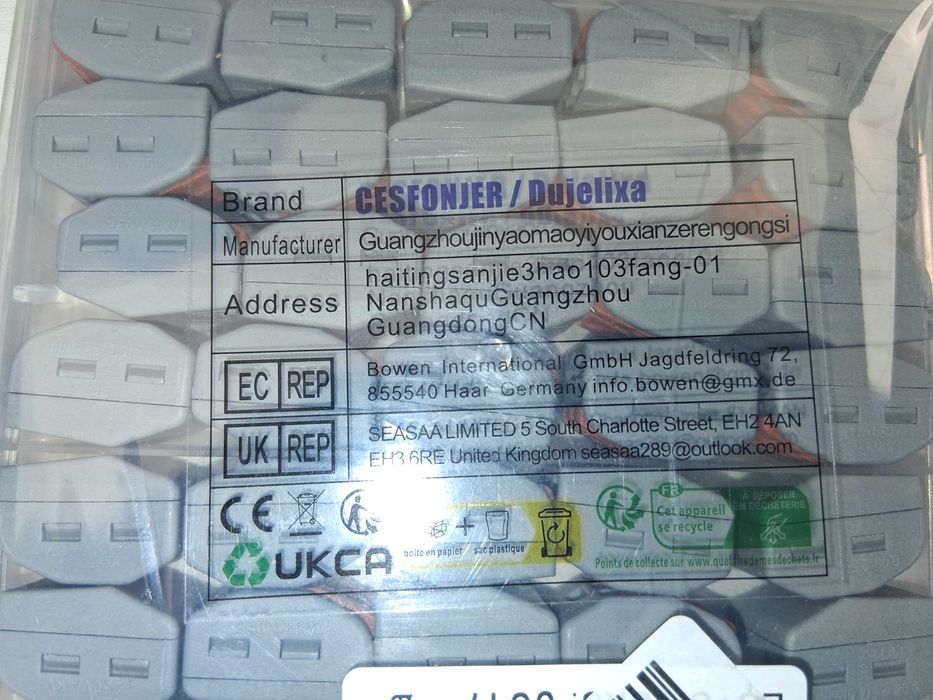 Brand CESFONJER / Dujelixa
Manufacturer Guangzhoujinyaomaoyiyouxianzerengongsi
Address haitingsanjie3hao103fang-01
NanshaquGuangzhou
GuangdongCN
EC REP Bowen International GmbH Jagdfeldring 72,
855540 Haar Germany info.bowen@gmx.de
UK REP SEASAA LIMITED 5 South Charlotte Street, EH2 4AN
EH3 6RE United Kingdom seasaa289@outlook.com
CE
UKCA
boîte en papier + sac plastique
FR
Cet appareil
se recycle
À DÉPOSER
EN DÉCHÈTERIE
Points de collecte sur www.quefairedemesdechets.fr